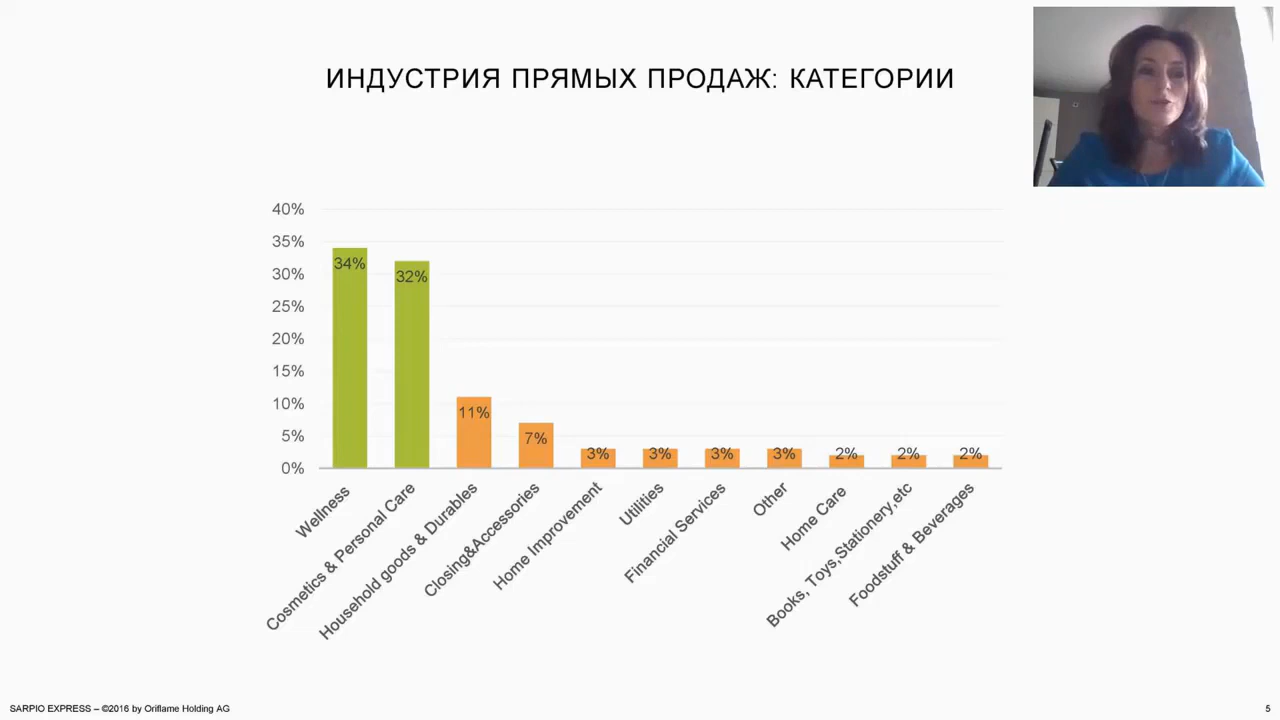 ИНДУСТРИЯ ПРЯМЫХ ПРОДАЖ: КАТЕГОРИИ
40%
35%
30%
25%
20%
15%
10%
5%
0%
34%
32%
11%
7%
3%
3%
3%
3%
2%
2%
2%
Wellness
Cosmetics & Personal Care
Household goods & Durables
Closing&Accessories
Home Improvement
Utilities
Financial Services
Other
Home Care
Books, Toys,Stationery,etc
Foodstuff & Beverages
SARPIO EXPRESS – ©2016 by Oriflame Holding AG
5